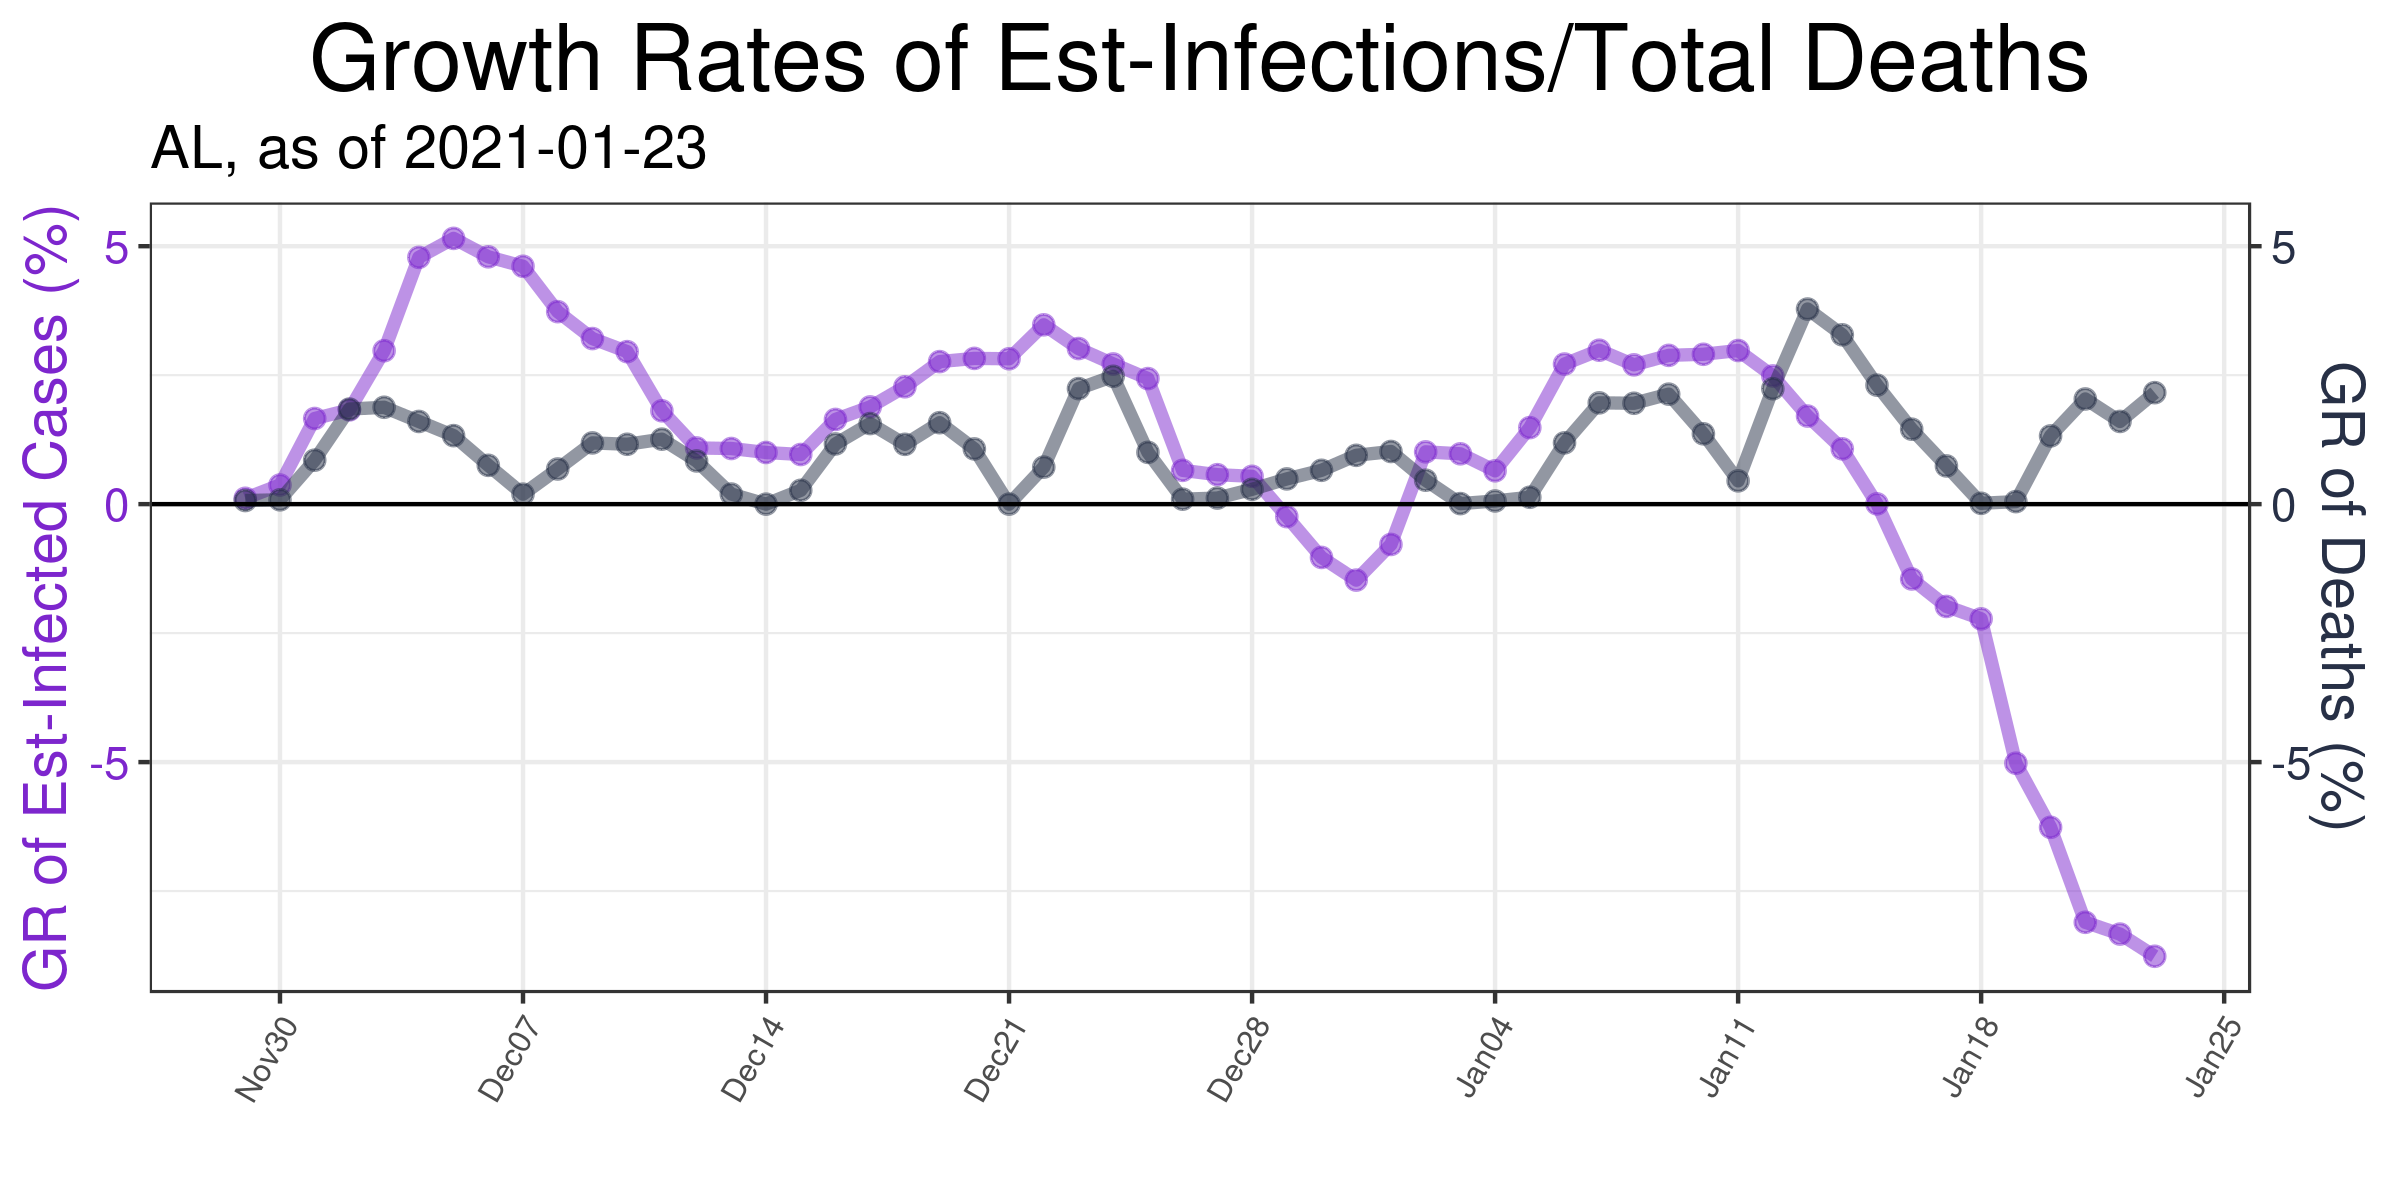 Growth Rates of Est-Infections/Total Deaths
AL, as of 2021-01-23
GR of Est-Infected Cases (%)
5
0
-5
5
0
-5
GR of Deaths (%)
Nov30
Dec07
Dec14
Dec21
Dec28
Jan04
Jan11
Jan18
Jan25